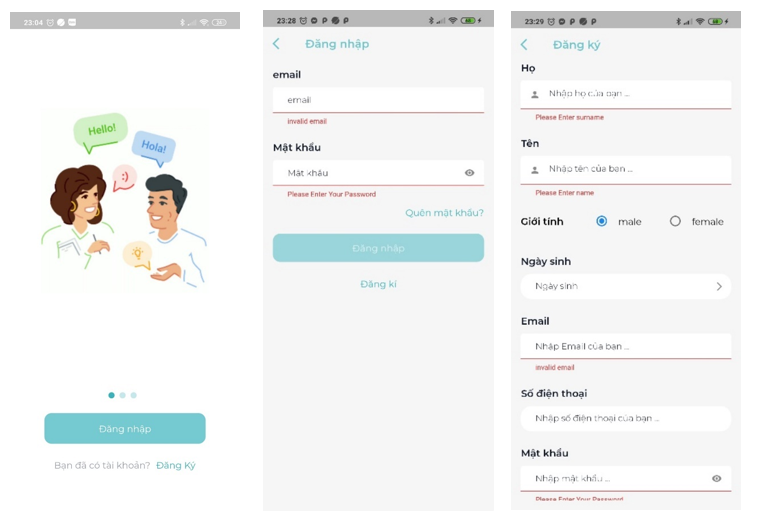 23:04
Hello!
Hola!
:)
Đăng nhập
Bạn đã có tài khoản? Đăng Ký
23:28
Đăng nhập
email
email
invalid email
Mật khẩu
Mât khâu
Please Enter Your Password
Quên mật khẩu?
Đăng nhập
Đăng kí
23:29
Đăng ký
Họ
Nhập họ của bạn ...
Please Enter surname
Tên
Nhập tên của bạn ...
Please Enter name
Giới tính male female
Ngày sinh
Ngày sinh
Email
Nhập Email của bạn ...
invalid email
Số điện thoại
Nhập số điện thoại của bạn ...
Mật khẩu
Nhập mật khẩu ...
Please Enter Your Password